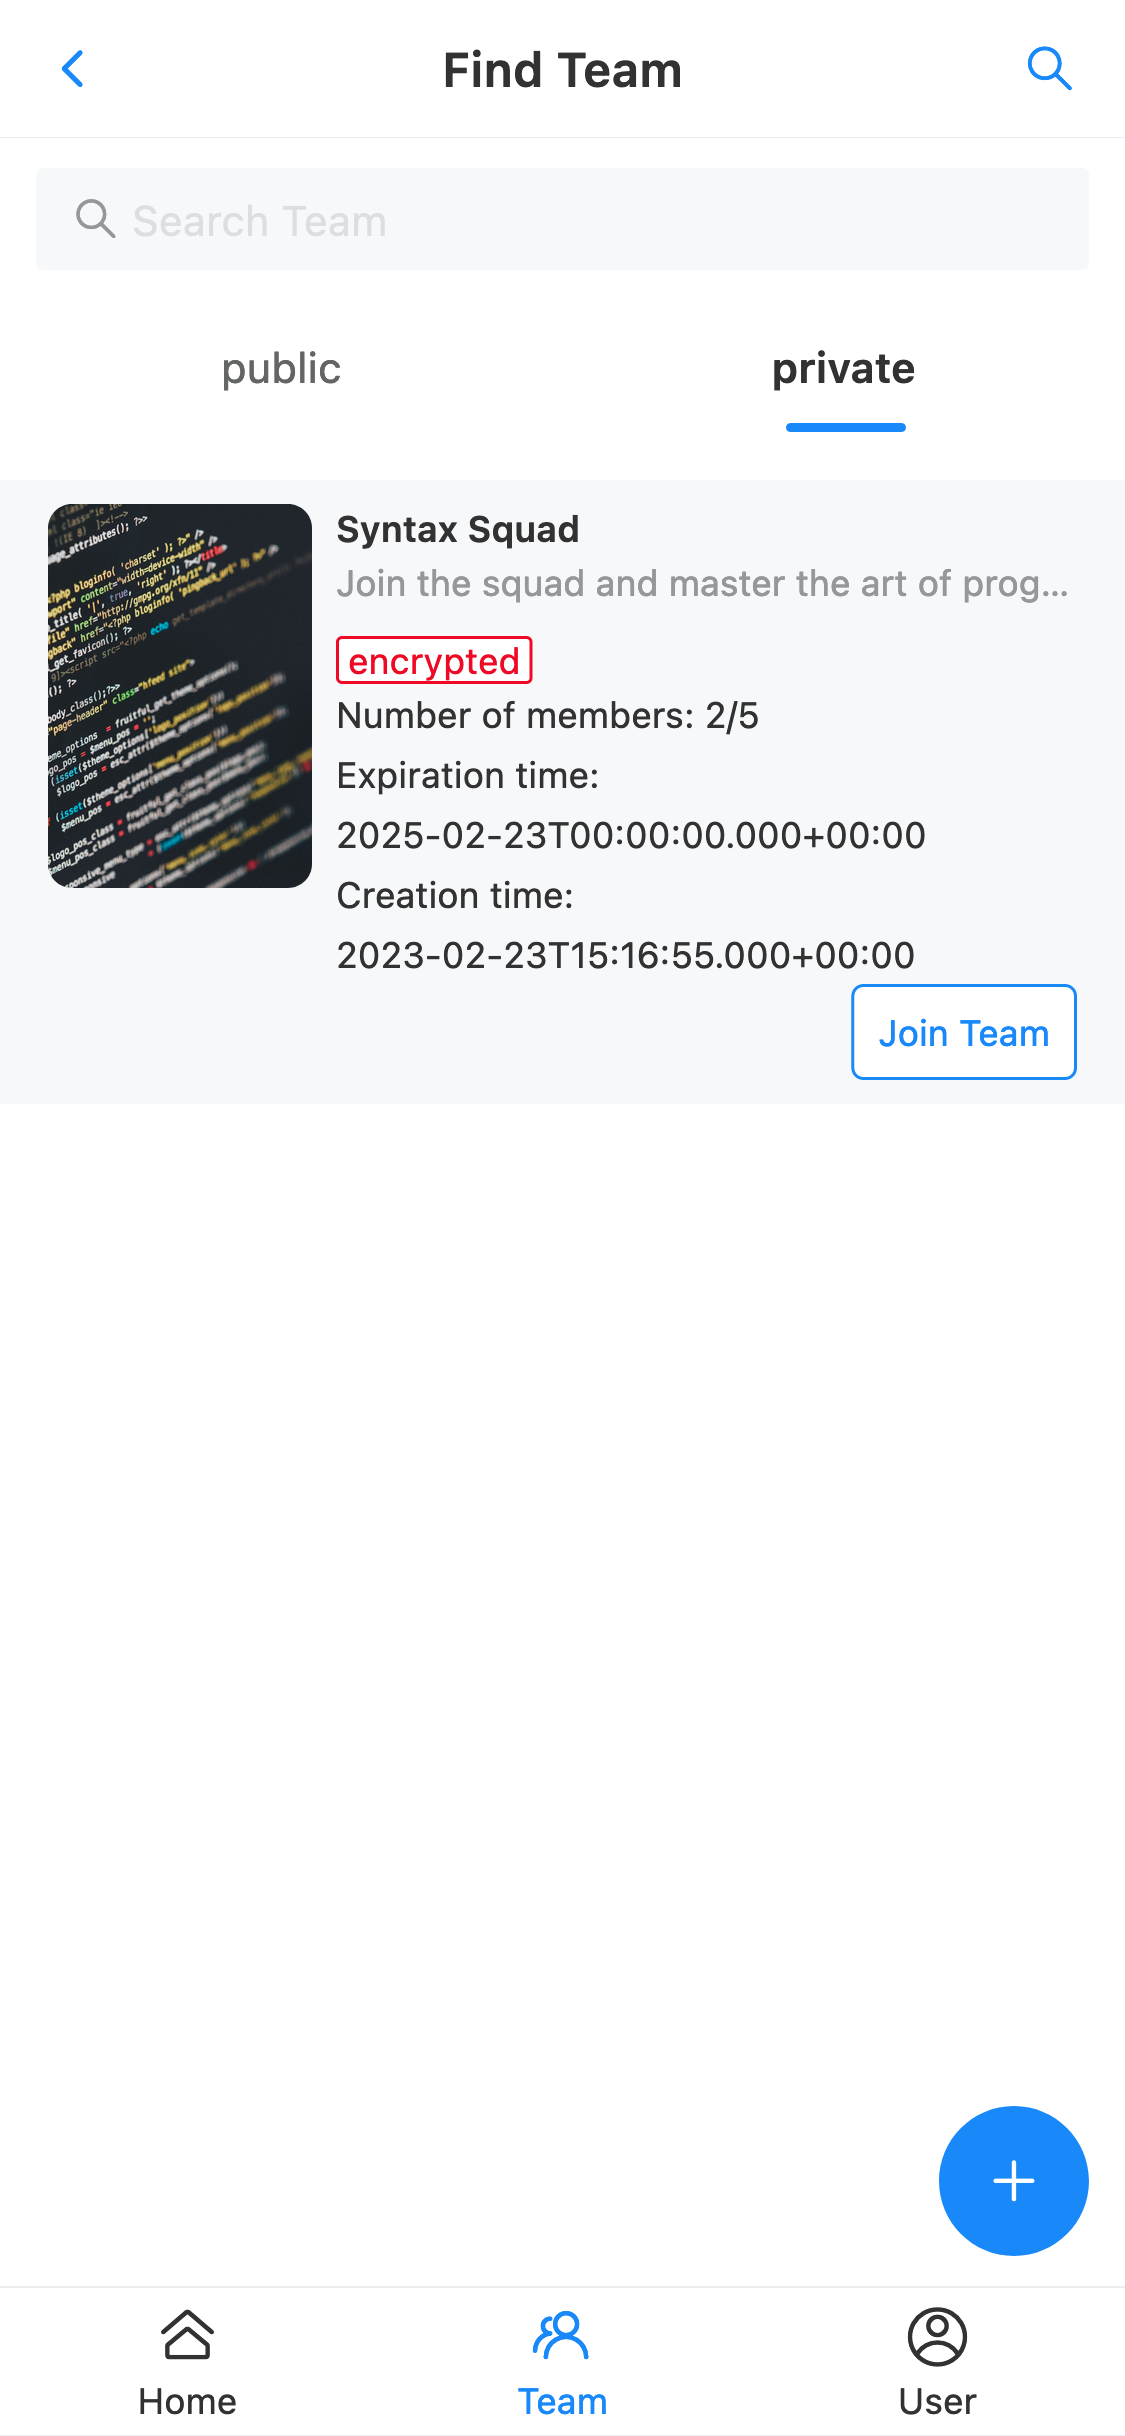 Find Team
Search Team
public
private
Syntax Squad
Join the squad and master the art of prog...
encrypted
Number of members: 2/5
Expiration time:
2025-02-23T00:00:00.000+00:00
Creation time:
2023-02-23T15:16:55.000+00:00
Join Team
Home
Team
User